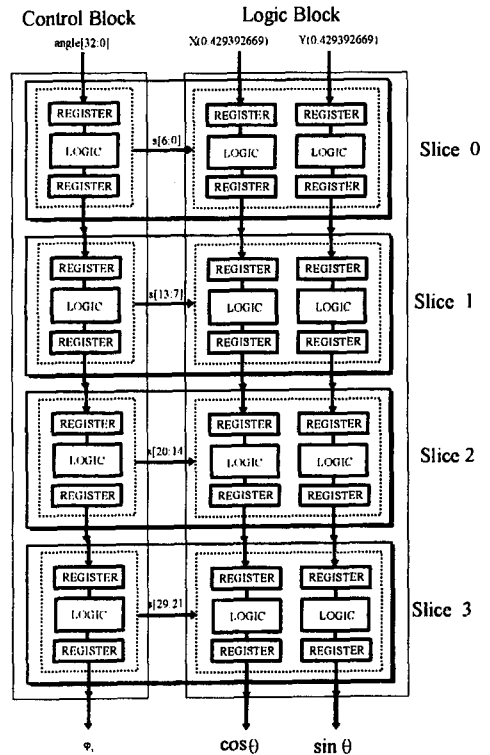 Control Block Logic Block
angle[32:0] X(0.429392669) Y(0.429392669)
REGISTER REGISTER REGISTER
LOGIC s[6:0] LOGIC LOGIC Slice 0
REGISTER REGISTER REGISTER
REGISTER REGISTER REGISTER
LOGIC s[13:7] LOGIC LOGIC Slice 1
REGISTER REGISTER REGISTER
REGISTER REGISTER REGISTER
LOGIC s[20:14 LOGIC LOGIC Slice 2
REGISTER REGISTER REGISTER
REGISTER REGISTER REGISTER
LOGIC s[29:21 LOGIC LOGIC Slice 3
REGISTER REGISTER REGISTER
cosθ sinθ